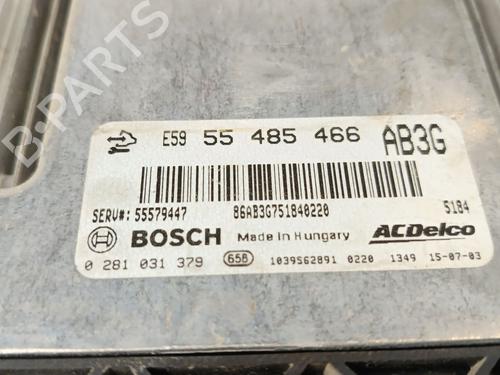 E59 55 485 466 AB3G
SERV#: 55579447 86AB3G751840220 5184
BOSCH Made in Hungary ACDelco
0 281 031 379 658 1039S62891 0220 1349 15-07-03
B-PARTS